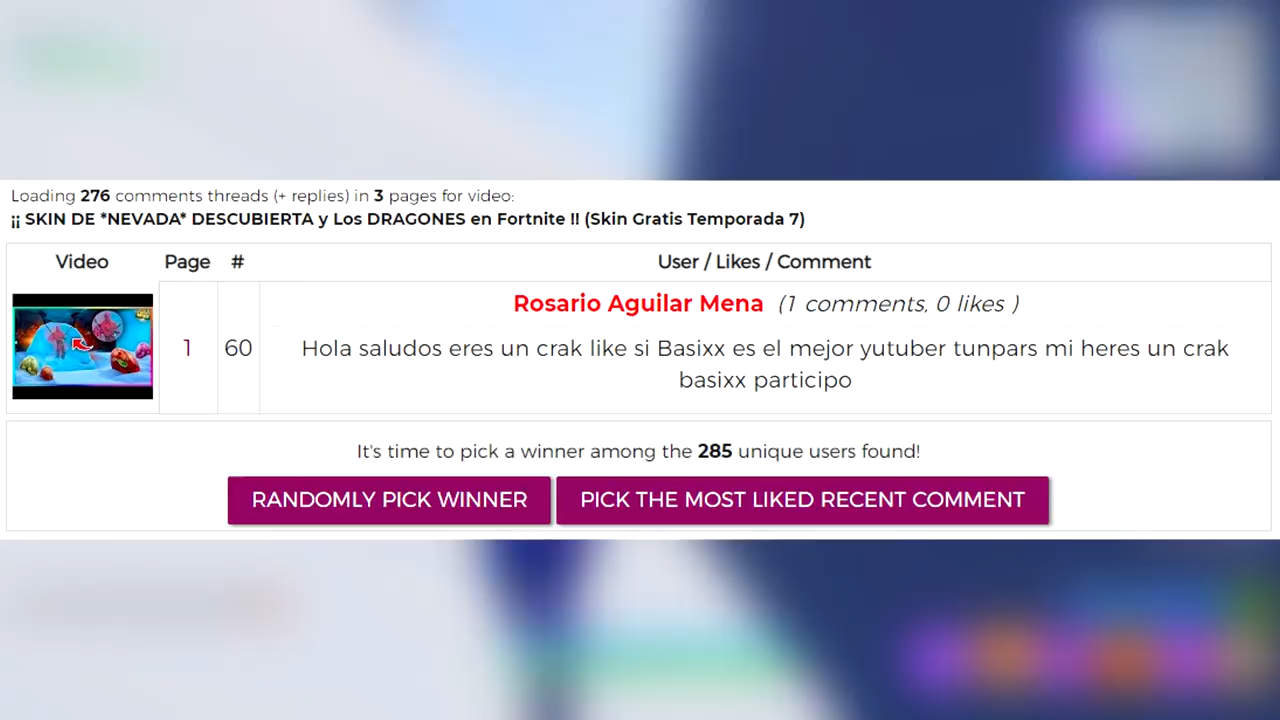 Loading 276 comments threads (+ replies) in 3 pages for video:
¡¡ SKIN DE *NEVADA* DESCUBIERTA y Los DRAGONES en Fortnite !! (Skin Gratis Temporada 7)
Video Page # User / Likes / Comment
Rosario Aguilar Mena (1 comments, 0 likes )
1 60 Hola saludos eres un crak like si Basixx es el mejor yutuber tunpars mi heres un crak
basixx participo
It's time to pick a winner among the 285 unique users found!
RANDOMLY PICK WINNER PICK THE MOST LIKED RECENT COMMENT